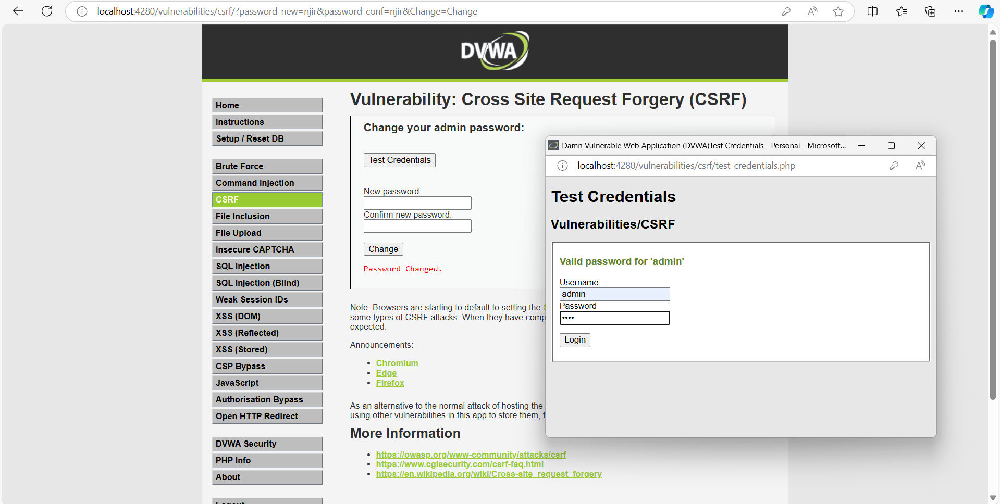 localhost:4280/vulnerabilities/csrf/?password_new=njir&password_conf=njir&Change=Change
DVWA
Home
Instructions
Setup / Reset DB
Brute Force
Command Injection
CSRF
File Inclusion
File Upload
Insecure CAPTCHA
SQL Injection
SQL Injection (Blind)
Weak Session IDs
XSS (DOM)
XSS (Reflected)
XSS (Stored)
CSP Bypass
JavaScript
Authorisation Bypass
Open HTTP Redirect
DVWA Security
PHP Info
About
Logout
Vulnerability: Cross Site Request Forgery (CSRF)
Change your admin password:
Test Credentials
New password:
Confirm new password:
Change
Password Changed.
Note: Browsers are starting to default to setting the
some types of CSRF attacks. When they have comp
expected.
Announcements:
Chromium
Edge
Firefox
As an alternative to the normal attack of hosting the
using other vulnerabilities in this app to store them, t
More Information
https://owasp.org/www-community/attacks/csrf
https://www.cgisecurity.com/csrf-faq.html
https://en.wikipedia.org/wiki/Cross-site_request_forgery
Damn Vulnerable Web Application (DVWA)Test Credentials - Personal - Microsoft...
localhost:4280/vulnerabilities/csrf/test_credentials.php
Test Credentials
Vulnerabilities/CSRF
Valid password for 'admin'
Username
admin
Password
••••
Login